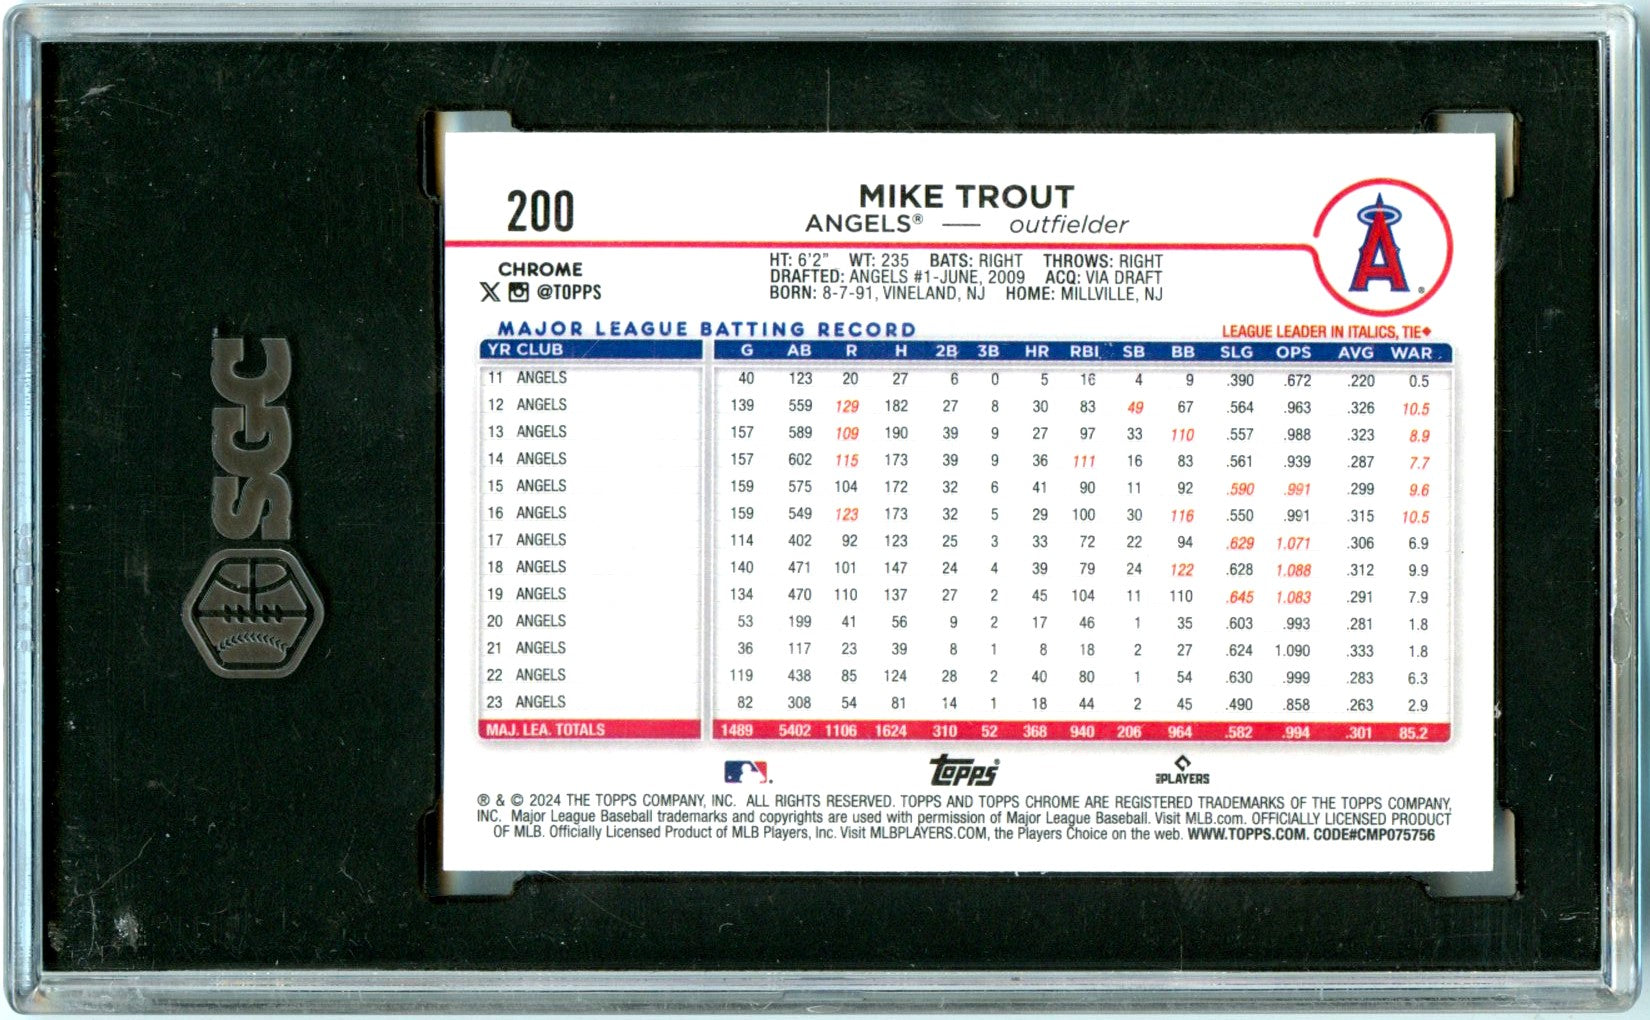 SGC
200
MIKE TROUT
ANGELS® — outfielder
CHROME
@TOPPS
HT: 6'2" WT: 235 BATS: RIGHT THROWS: RIGHT
DRAFTED: ANGELS #1-JUNE, 2009 ACQ: VIA DRAFT
BORN: 8-7-91, VINELAND, NJ HOME: MILLVILLE, NJ
MAJOR LEAGUE BATTING RECORD LEAGUE LEADER IN ITALICS, TIE◆
YR CLUB G AB R H 2B 3B HR RBI SB BB SLG OPS AVG WAR
11 ANGELS 40 123 20 27 6 0 5 16 4 9 .390 .672 .220 0.5
12 ANGELS 139 559 129 182 27 8 30 83 49 67 .564 .963 .326 10.5
13 ANGELS 157 589 109 190 39 9 27 97 33 110 .557 .988 .323 8.9
14 ANGELS 157 602 115 173 39 9 36 111 16 83 .561 .939 .287 7.7
15 ANGELS 159 575 104 172 32 6 41 90 11 92 .590 .991 .299 9.6
16 ANGELS 159 549 123 173 32 5 29 100 30 116 .550 .991 .315 10.5
17 ANGELS 114 402 92 123 25 3 33 72 22 94 .629 1.071 .306 6.9
18 ANGELS 140 471 101 147 24 4 39 79 24 122 .628 1.088 .312 9.9
19 ANGELS 134 470 110 137 27 2 45 104 11 110 .645 1.083 .291 7.9
20 ANGELS 53 199 41 56 9 2 17 46 1 35 .603 .993 .281 1.8
21 ANGELS 36 117 23 39 8 1 8 18 2 27 .624 1.090 .333 1.8
22 ANGELS 119 438 85 124 28 2 40 80 1 54 .630 .999 .283 6.3
23 ANGELS 82 308 54 81 14 1 18 44 2 45 .490 .858 .263 2.9
MAJ. LEA. TOTALS 1489 5402 1106 1624 310 52 368 940 206 964 .582 .994 .301 85.2
topps® PLAYERS
® & © 2024 THE TOPPS COMPANY, INC. ALL RIGHTS RESERVED. TOPPS AND TOPPS CHROME ARE REGISTERED TRADEMARKS OF THE TOPPS COMPANY,
INC. Major League Baseball trademarks and copyrights are used with permission of Major League Baseball. Visit MLB.com. OFFICIALLY LICENSED PRODUCT
OF MLB. Officially Licensed Product of MLB Players, Inc. Visit MLBPLAYERS.COM, the Players Choice on the web. WWW.TOPPS.COM. CODE#CMP075756